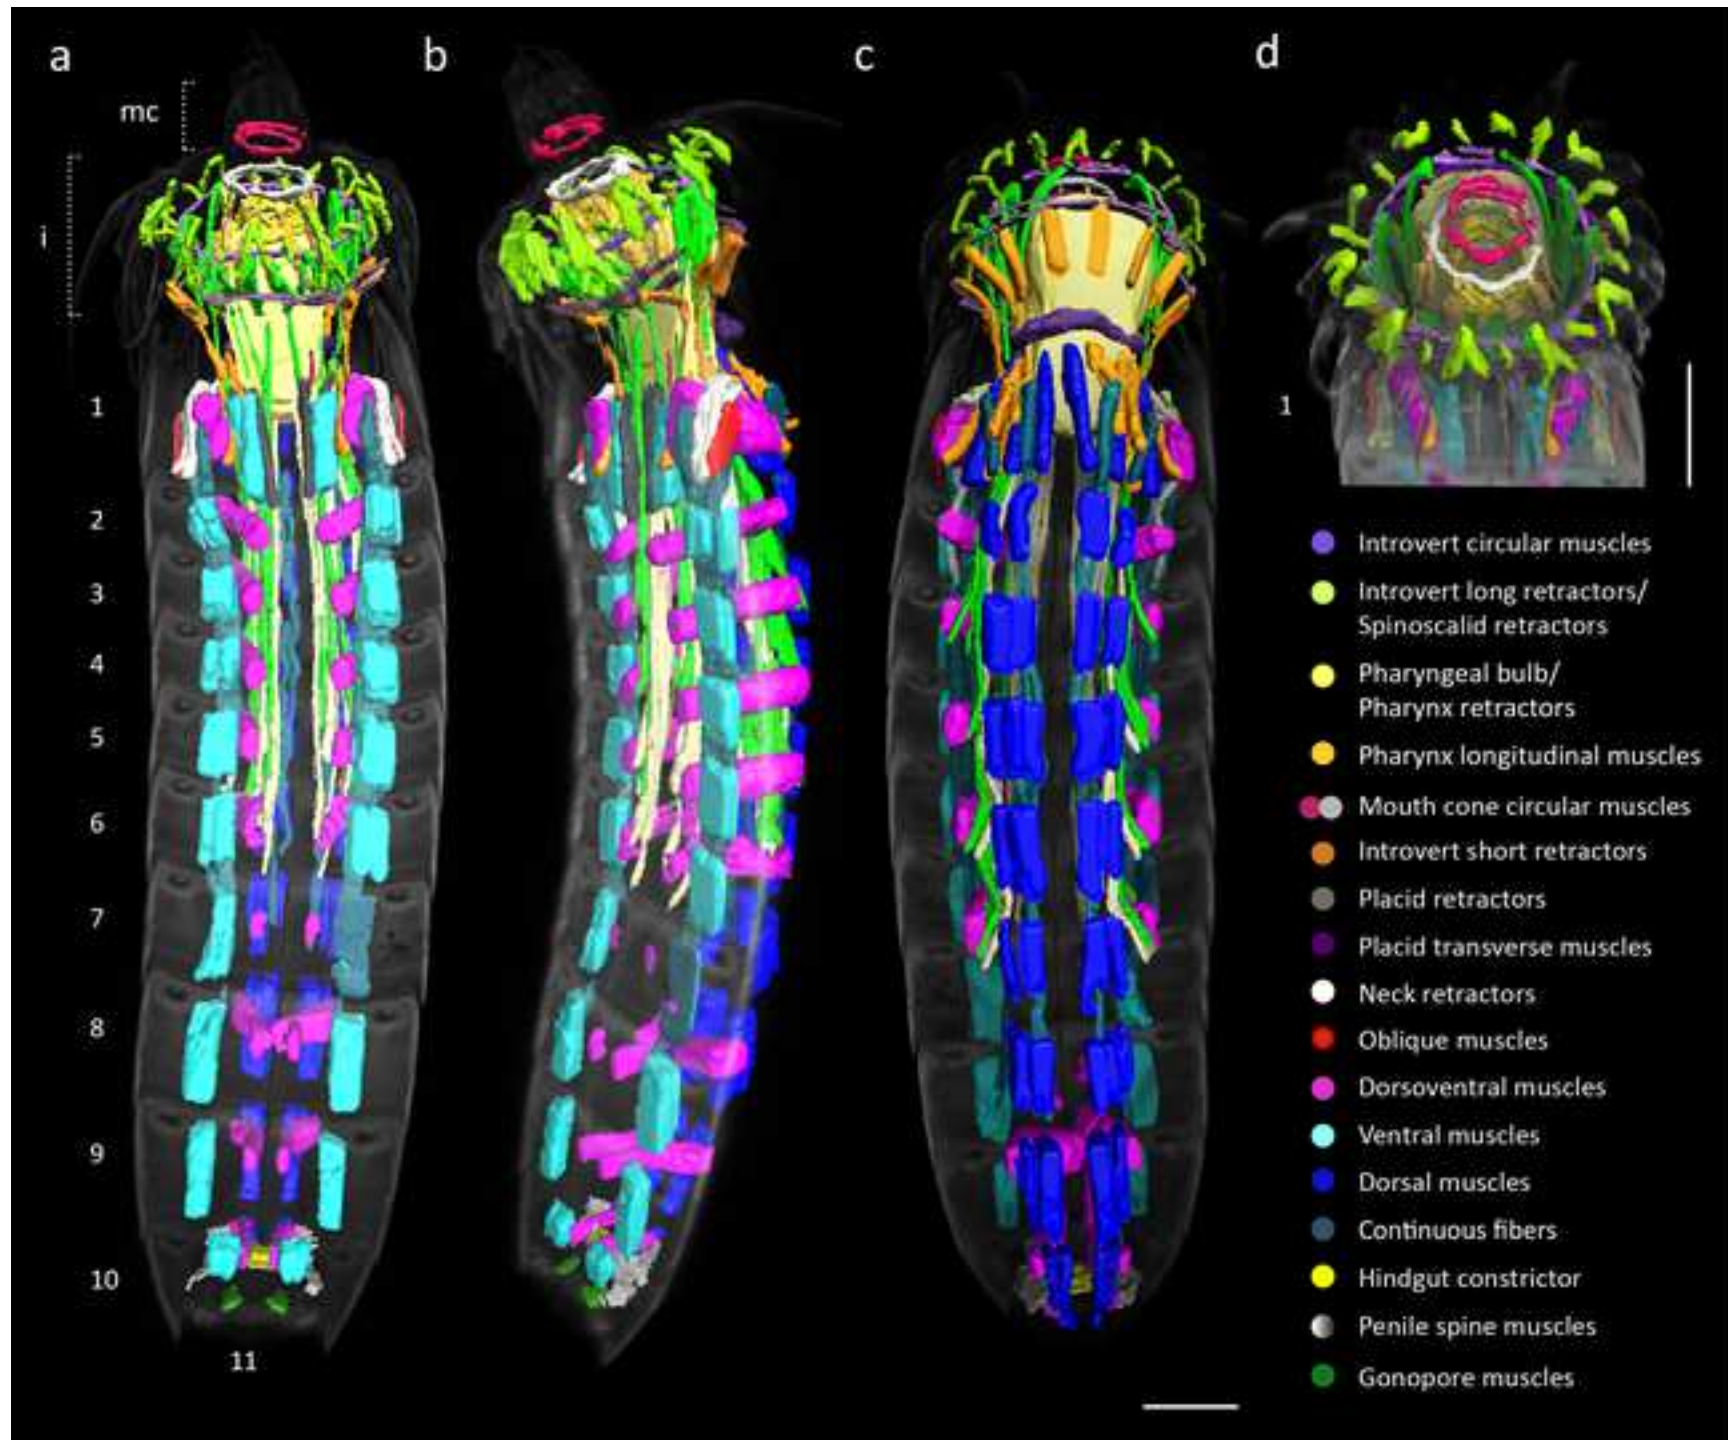 a
b
c
d
mc
i
1
2
3
4
5
6
7
8
9
10
11
1
Introvert circular muscles
Introvert long retractors/
Spinoscalid retractors
Pharyngeal bulb/
Pharynx retractors
Pharynx longitudinal muscles
Mouth cone circular muscles
Introvert short retractors
Placid retractors
Placid transverse muscles
Neck retractors
Oblique muscles
Dorsoventral muscles
Ventral muscles
Dorsal muscles
Continuous fibers
Hindgut constrictor
Penile spine muscles
Gonopore muscles